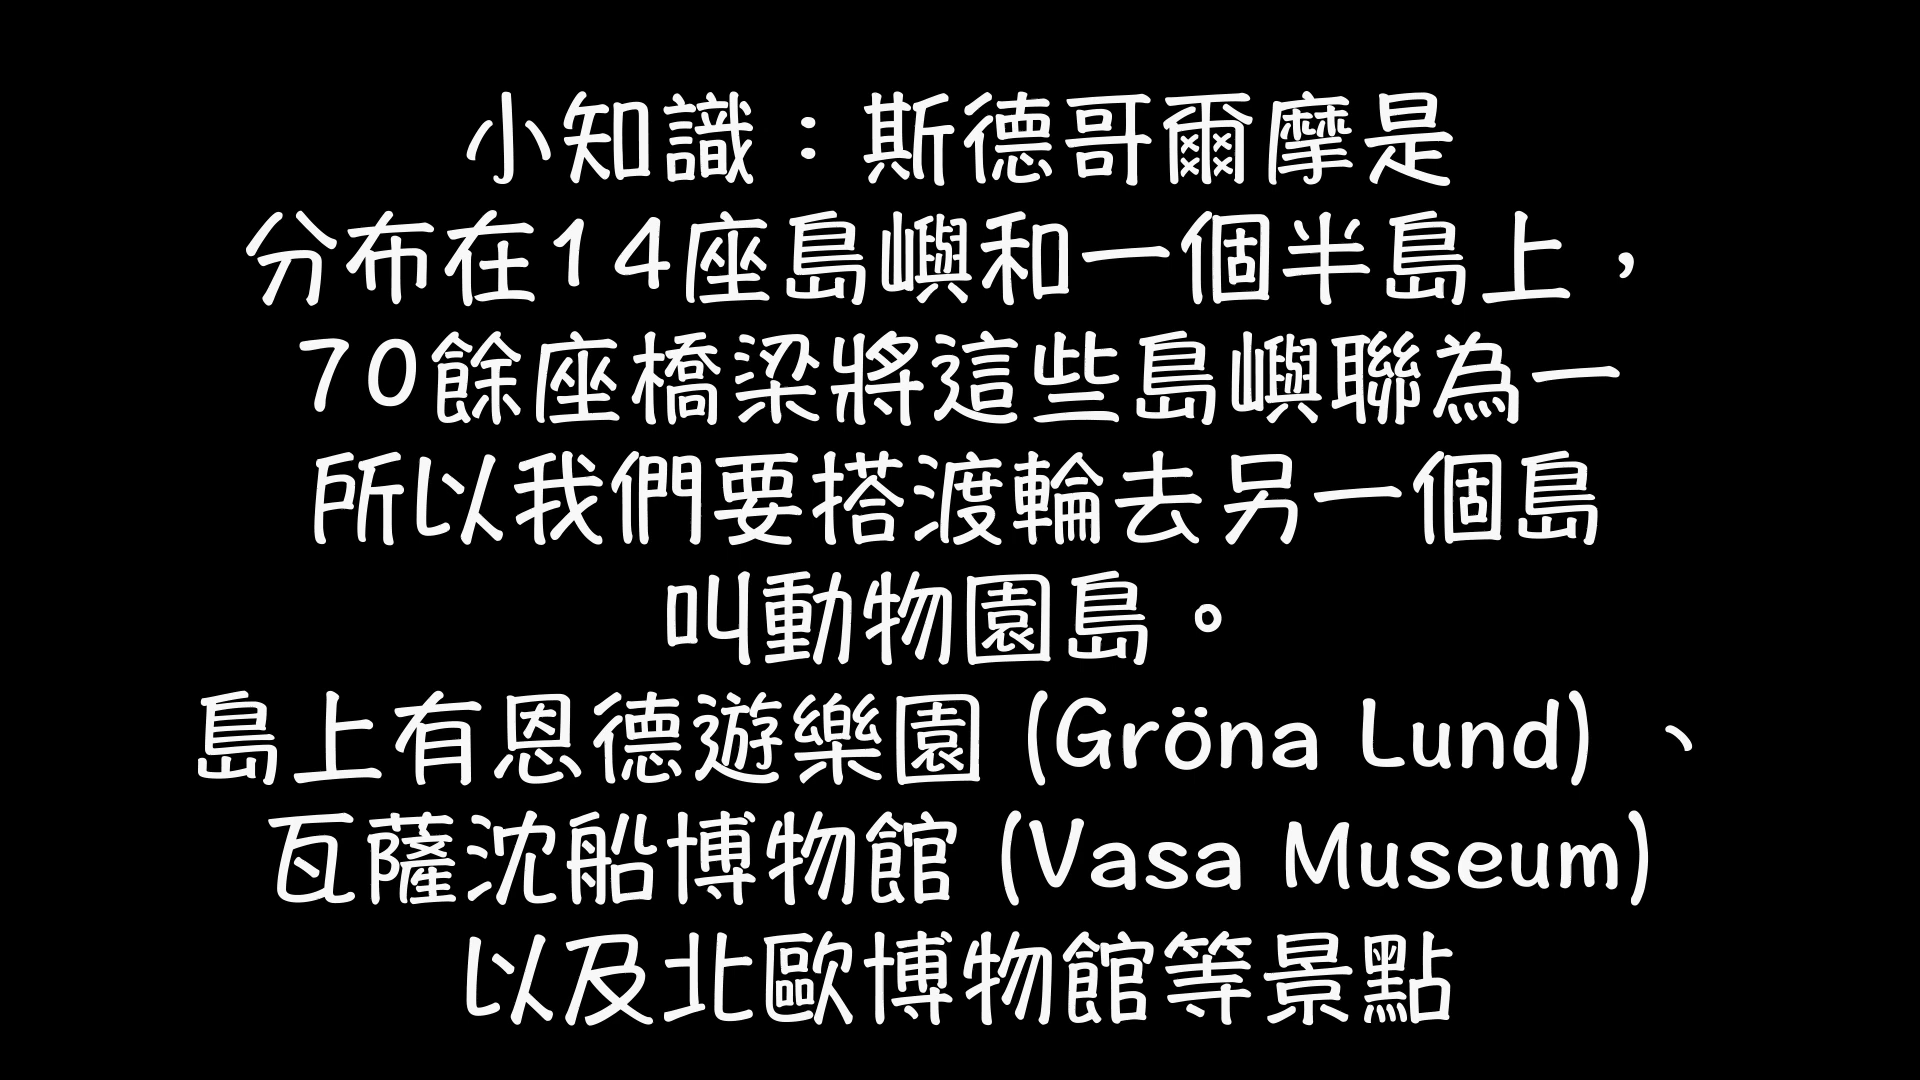 小知識：斯德哥爾摩是
分布在14座島嶼和一個半島上，
70餘座橋梁將這些島嶼聯為一
所以我們要搭渡輪去另一個島
叫動物園島。
島上有恩德遊樂園 (Gröna Lund) 、
瓦薩沈船博物館 (Vasa Museum)
以及北歐博物館等景點